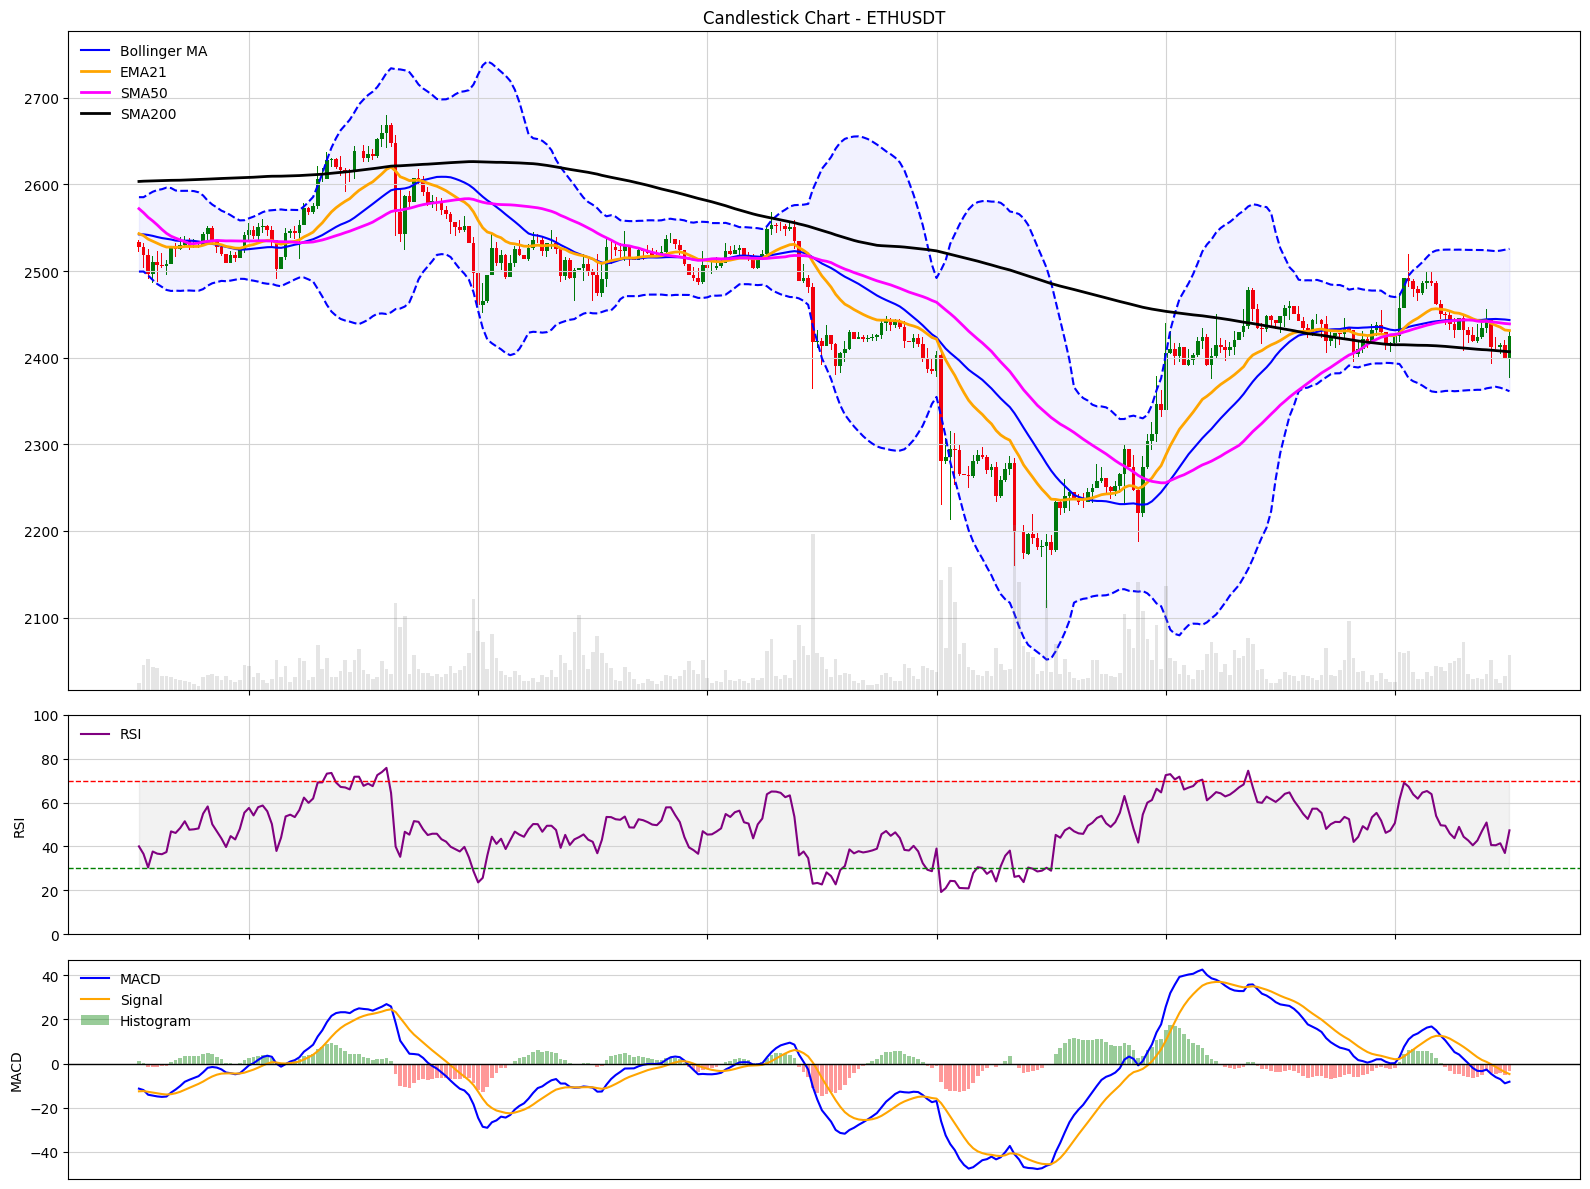 Candlestick Chart - ETHUSDT
Bollinger MA
EMA21
SMA50
SMA200
2700
2600
2500
2400
2300
2200
2100
RSI
100
80
60
40
20
0
RSI
MACD
Signal
Histogram
40
20
0
−20
−40
MACD